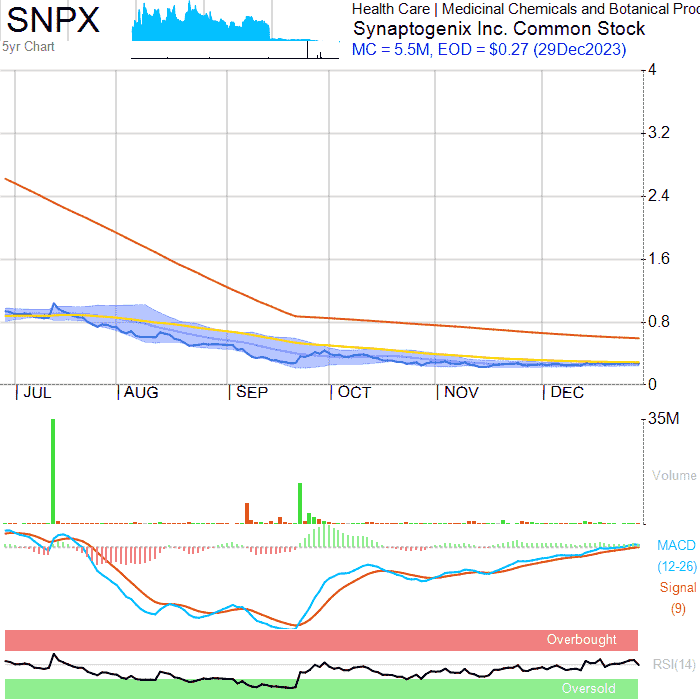 SNPX
5yr Chart
Health Care | Medicinal Chemicals and Botanical Proc
Synaptogenix Inc. Common Stock
MC = 5.5M, EOD = $0.27 (29Dec2023)
4
3.2
2.4
1.6
0.8
0
JUL AUG SEP OCT NOV DEC
35M
Volume
MACD
(12-26)
Signal
(9)
Overbought
RSI(14)
Oversold